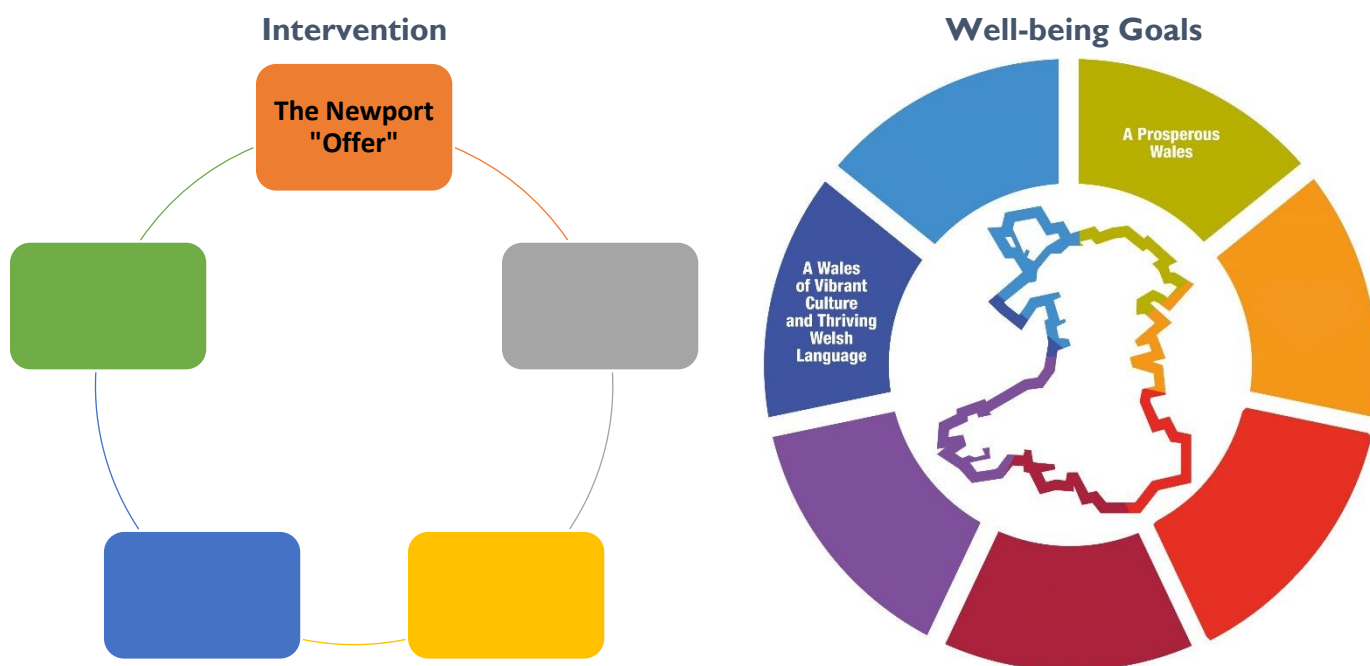 Intervention
The Newport
"Offer"
Well-being Goals
A Prosperous
Wales
A Wales
of Vibrant
Culture
and Thriving
Welsh
Language